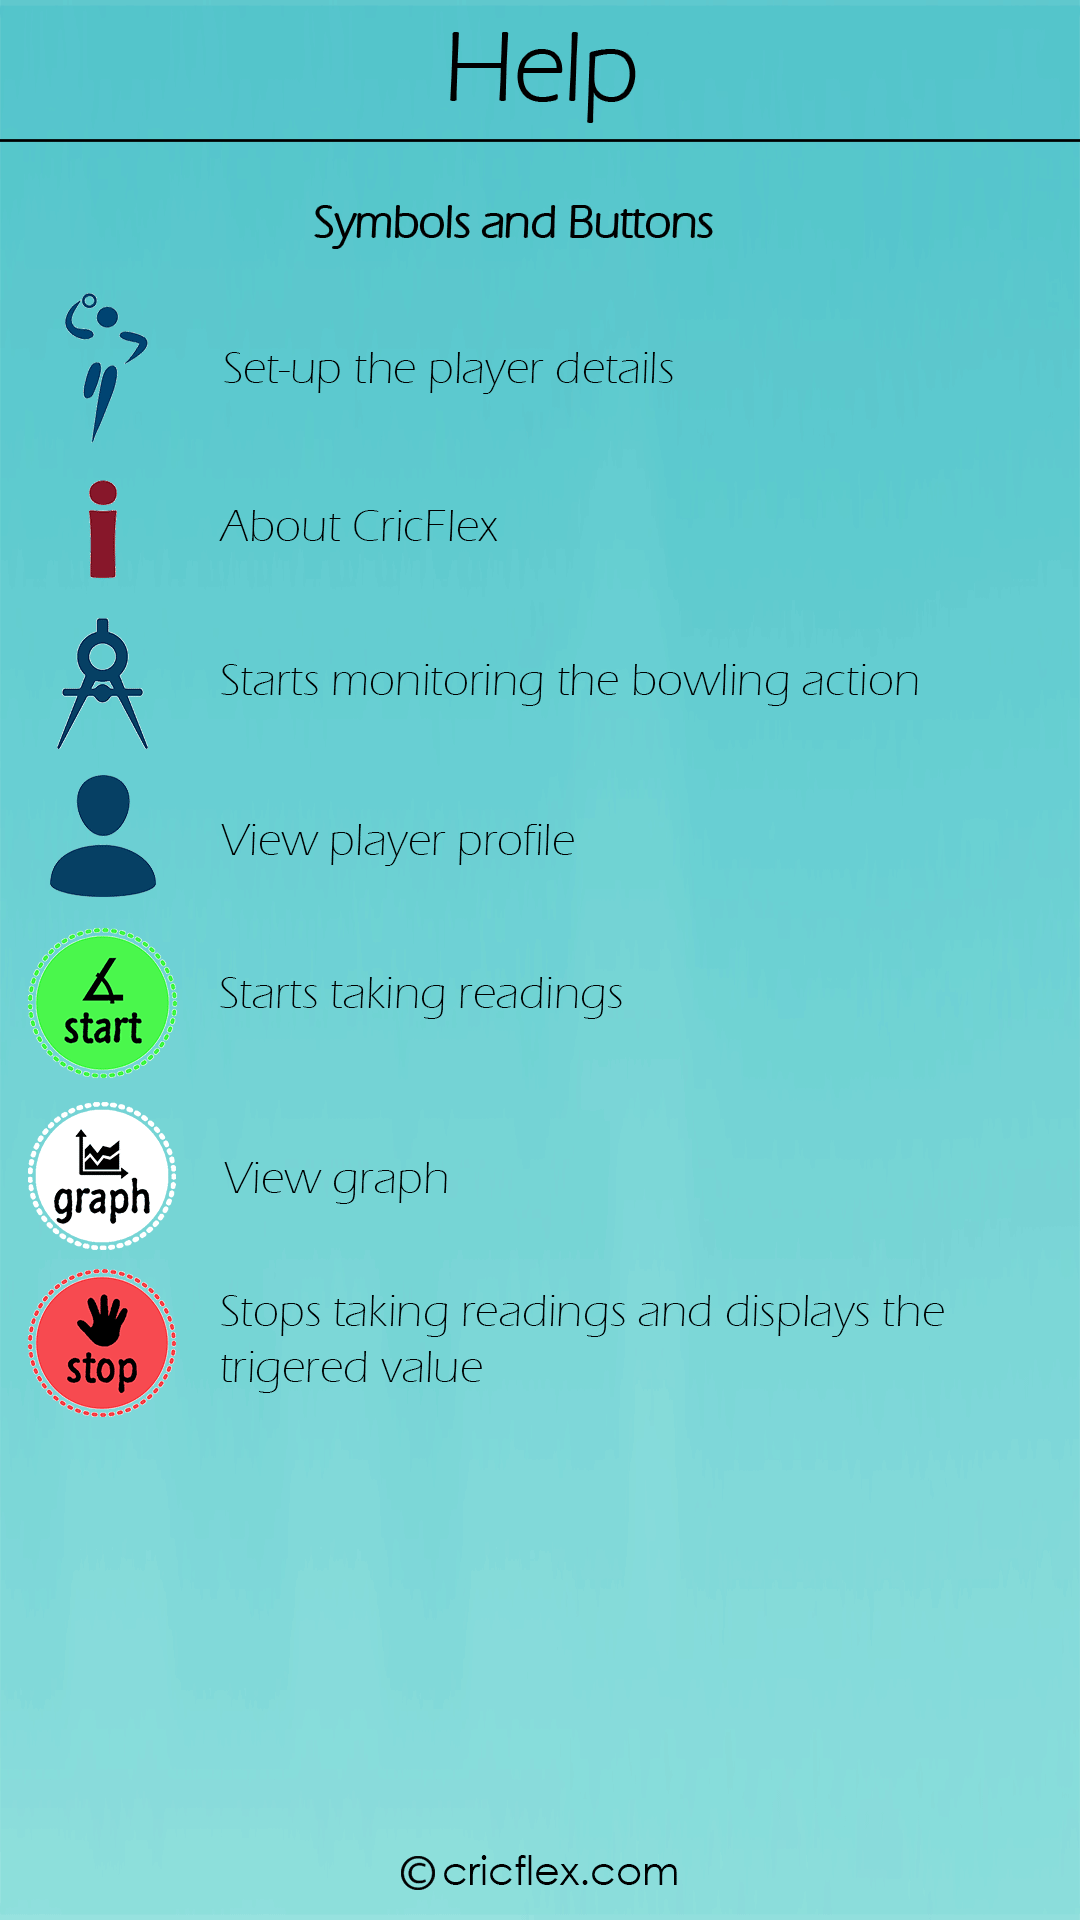 Help
Symbols and Buttons
Set-up the player details
About CricFlex
Starts monitoring the bowling action
View player profile
start
Starts taking readings
graph
View graph
stop
Stops taking readings and displays the
trigered value
© cricflex.com